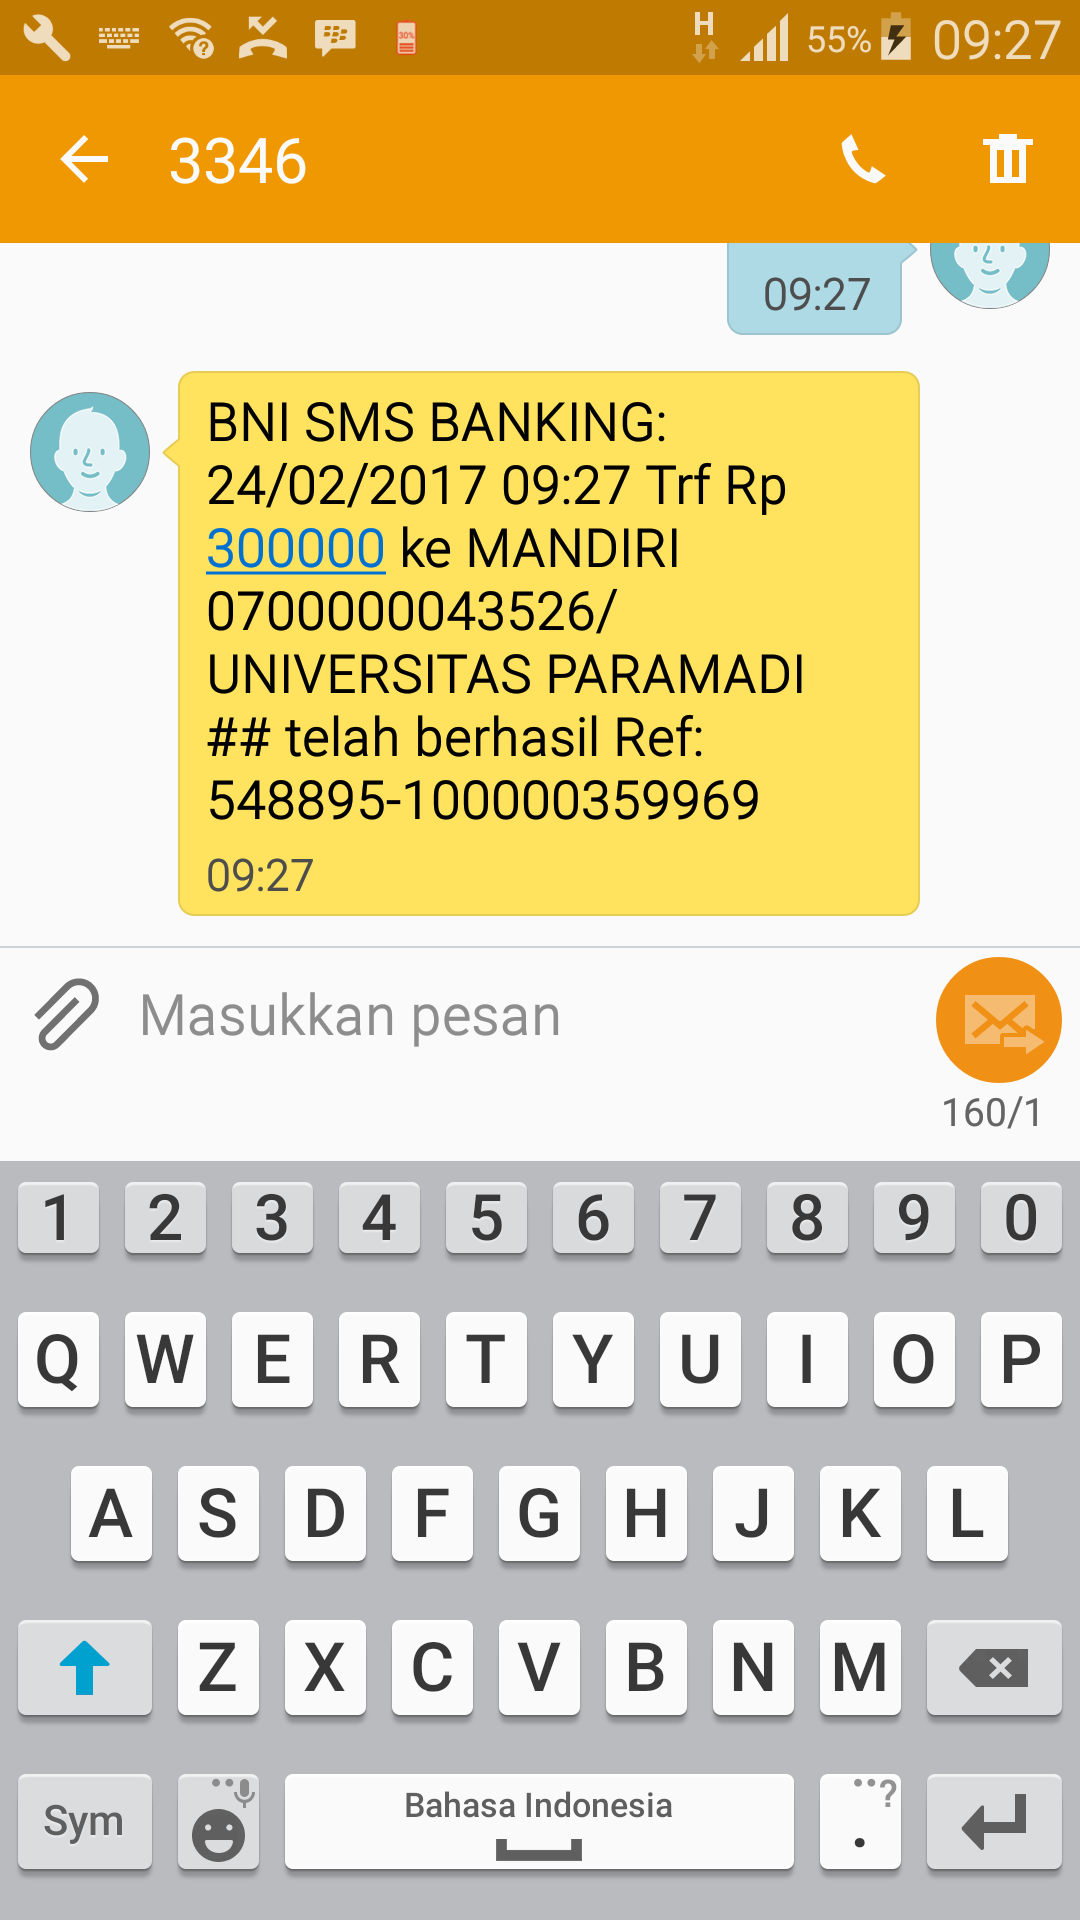 30%
H
55%
09:27
3346
09:27
BNI SMS BANKING:
24/02/2017 09:27 Trf Rp
300000 ke MANDIRI
0700000043526/
UNIVERSITAS PARAMADI
## telah berhasil Ref:
548895-100000359969
09:27
Masukkan pesan
160/1
1 2 3 4 5 6 7 8 9 0
Q W E R T Y U I O P
A S D F G H J K L
Z X C V B N M
Sym
Bahasa Indonesia
?
.